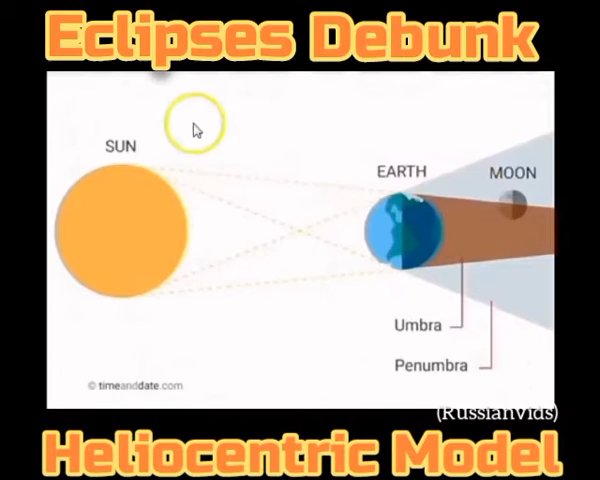 Eclipses Debunk
SUN
EARTH
MOON
Umbra
Penumbra
© timeanddate.com
(RussianVids)
Heliocentric Model